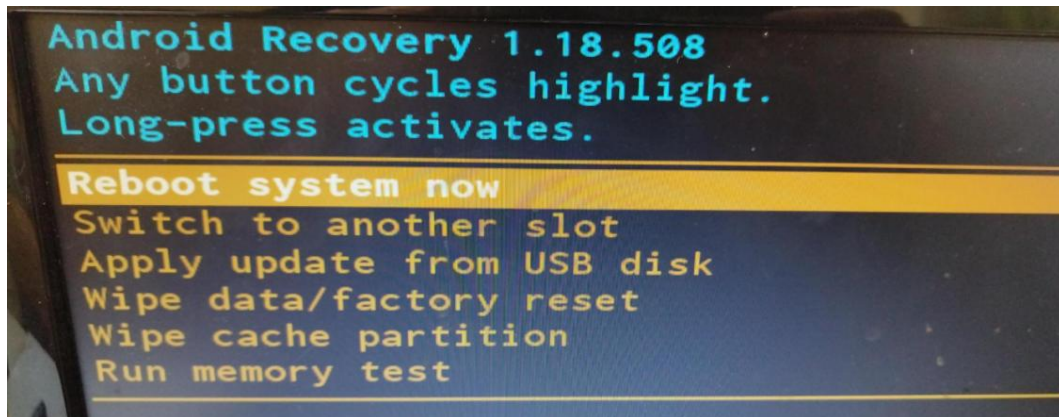 Android Recovery 1.18.508
Any button cycles highlight.
Long-press activates.
Reboot system now
Switch to another slot
Apply update from USB disk
Wipe data/factory reset
Wipe cache partition
Run memory test